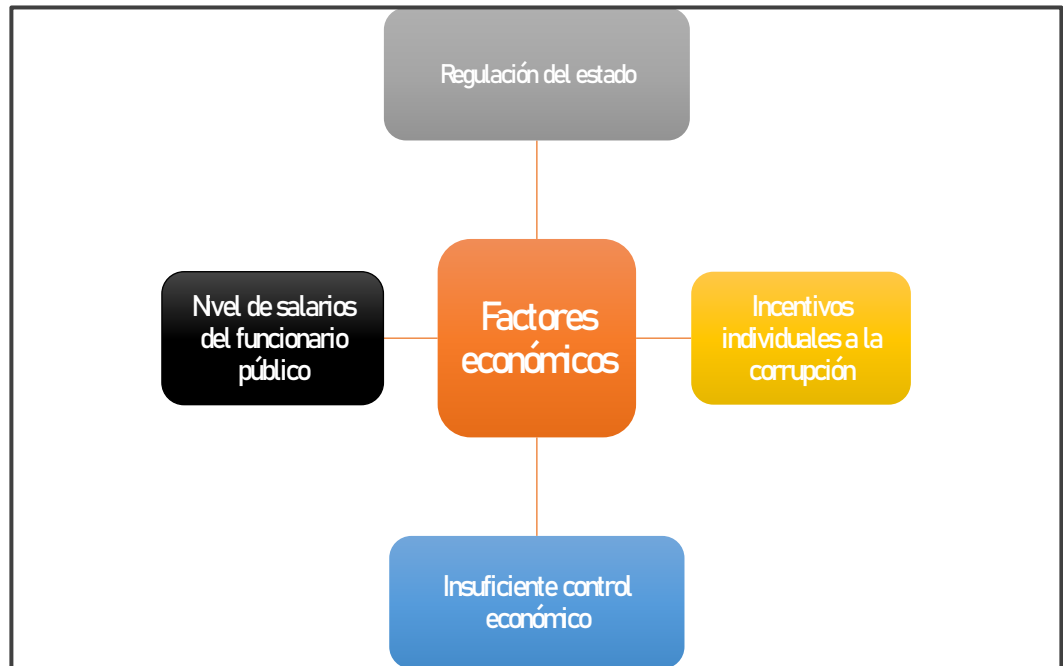 Regulación del estado
Nvel de salarios
del funcionario
público
Factores
económicos
Incentivos
individuales a la
corrupción
Insuficiente control
económico